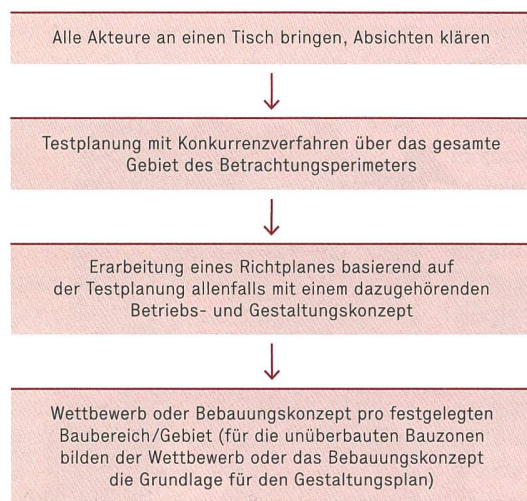 Alle Akteure an einen Tisch bringen, Absichten klären
Testplanung mit Konkurrenzverfahren über das gesamte
Gebiet des Betrachtungsperimeters
Erarbeitung eines Richtplanes basierend auf
der Testplanung allenfalls mit einem dazugehörenden
Betriebs- und Gestaltungskonzept
Wettbewerb oder Bebauungskonzept pro festgelegten
Baubereich/Gebiet (für die unüberbauten Bauzonen
bilden der Wettbewerb oder das Bebauungskonzept
die Grundlage für den Gestaltungsplan)